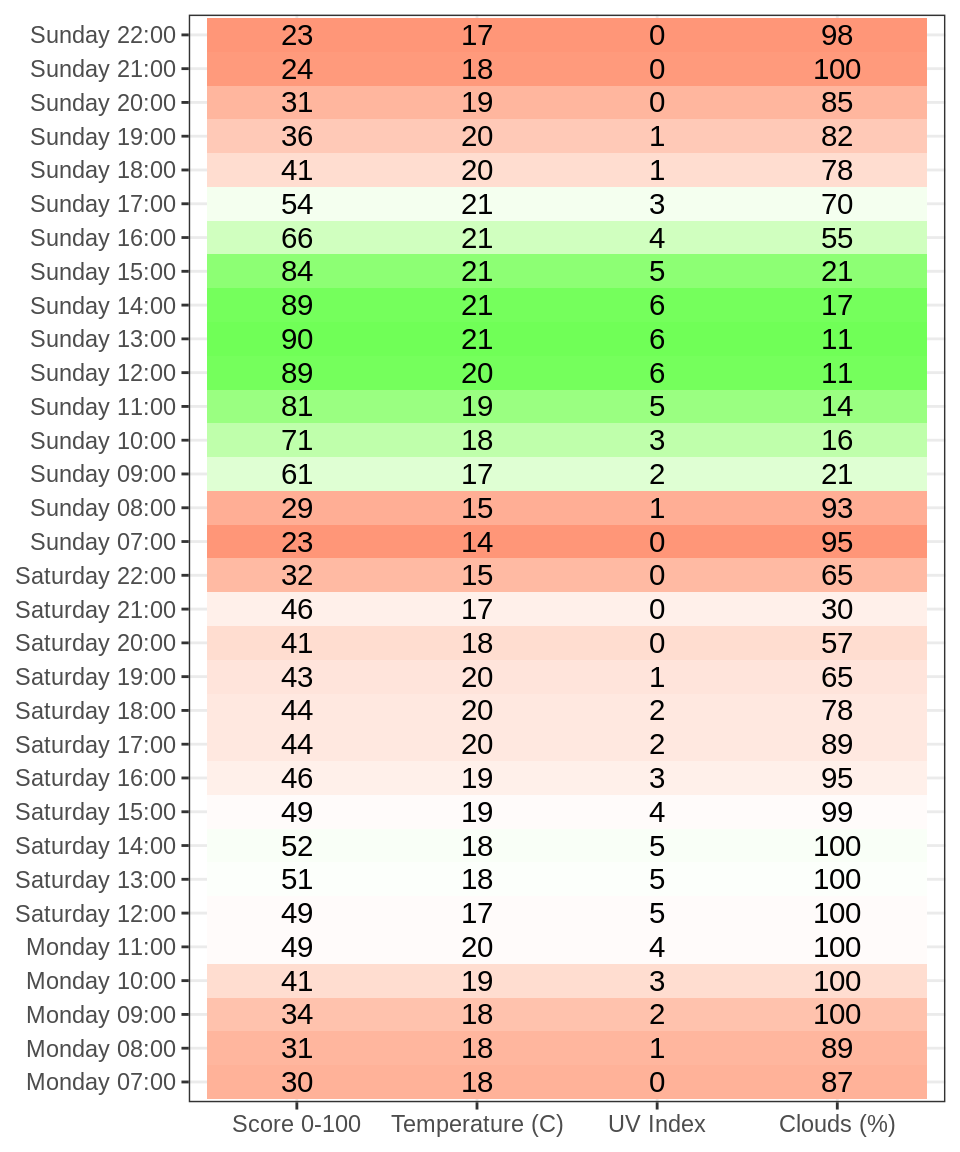 Sunday 22:00 23 17 0 98
Sunday 21:00 24 18 0 100
Sunday 20:00 31 19 0 85
Sunday 19:00 36 20 1 82
Sunday 18:00 41 20 1 78
Sunday 17:00 54 21 3 70
Sunday 16:00 66 21 4 55
Sunday 15:00 84 21 5 21
Sunday 14:00 89 21 6 17
Sunday 13:00 90 21 6 11
Sunday 12:00 89 20 6 11
Sunday 11:00 81 19 5 14
Sunday 10:00 71 18 3 16
Sunday 09:00 61 17 2 21
Sunday 08:00 29 15 1 93
Sunday 07:00 23 14 0 95
Saturday 22:00 32 15 0 65
Saturday 21:00 46 17 0 30
Saturday 20:00 41 18 0 57
Saturday 19:00 43 20 1 65
Saturday 18:00 44 20 2 78
Saturday 17:00 44 20 2 89
Saturday 16:00 46 19 3 95
Saturday 15:00 49 19 4 99
Saturday 14:00 52 18 5 100
Saturday 13:00 51 18 5 100
Saturday 12:00 49 17 5 100
Monday 11:00 49 20 4 100
Monday 10:00 41 19 3 100
Monday 09:00 34 18 2 100
Monday 08:00 31 18 1 89
Monday 07:00 30 18 0 87
Score 0-100 Temperature (C) UV Index Clouds (%)